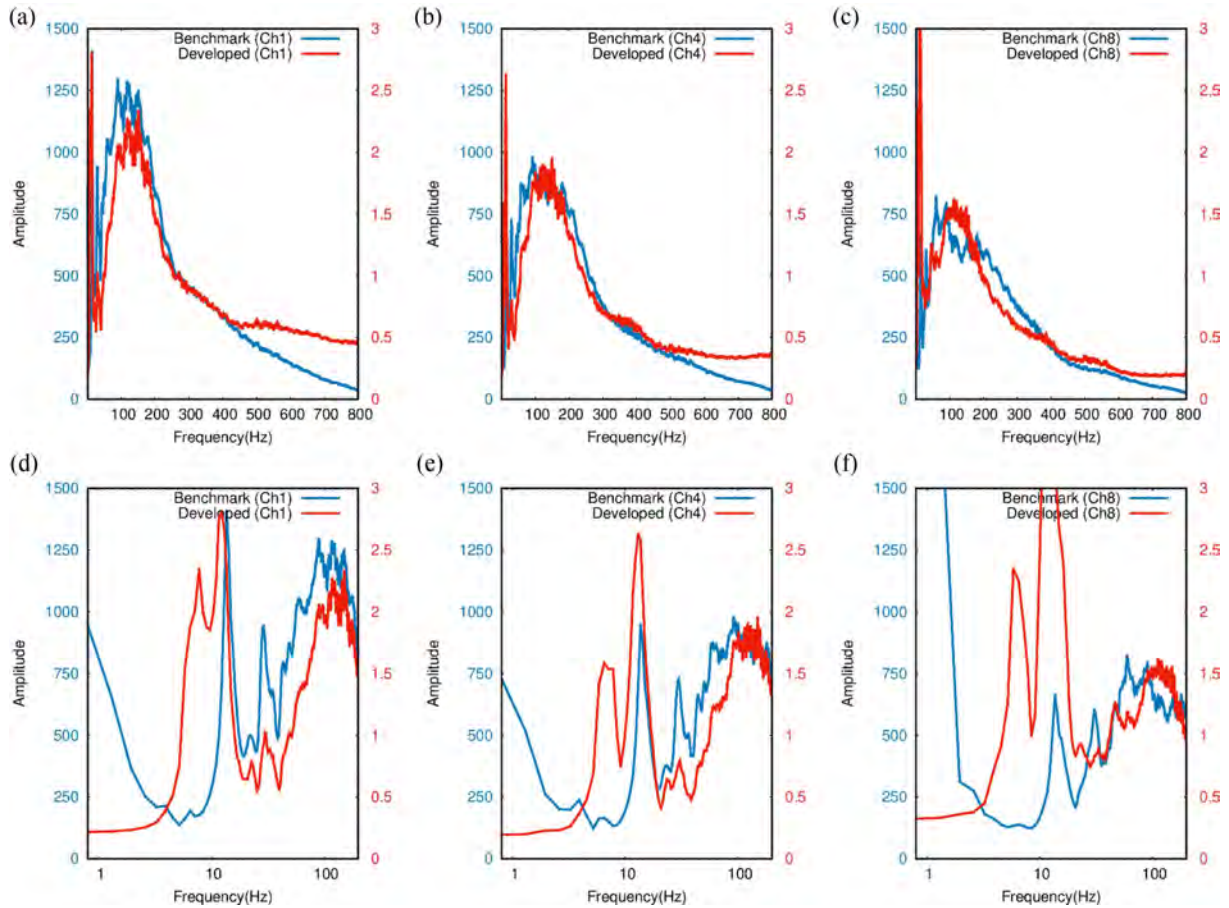 (a)
1500
1250
1000
750
500
250
0
Amplitude
Benchmark (Ch1)
Developed (Ch1)
3
2.5
2
1.5
1
0.5
0
100 200 300 400 500 600 700 800
Frequency(Hz)
(b)
1500
1250
1000
750
500
250
0
Amplitude
Benchmark (Ch4)
Developed (Ch4)
3
2.5
2
1.5
1
0.5
0
100 200 300 400 500 600 700 800
Frequency(Hz)
(c)
1500
1250
1000
750
500
250
0
Amplitude
Benchmark (Ch8)
Developed (Ch8)
3
2.5
2
1.5
1
0.5
0
100 200 300 400 500 600 700 800
Frequency(Hz)
(d)
1500
1250
1000
750
500
250
0
Amplitude
Benchmark (Ch1)
Developed (Ch1)
3
2.5
2
1.5
1
0.5
0
1 10 100
Frequency(Hz)
(e)
1500
1250
1000
750
500
250
0
Amplitude
Benchmark (Ch4)
Developed (Ch4)
3
2.5
2
1.5
1
0.5
0
1 10 100
Frequency(Hz)
(f)
1500
1250
1000
750
500
250
0
Amplitude
Benchmark (Ch8)
Developed (Ch8)
3
2.5
2
1.5
1
0.5
0
1 10 100
Frequency(Hz)